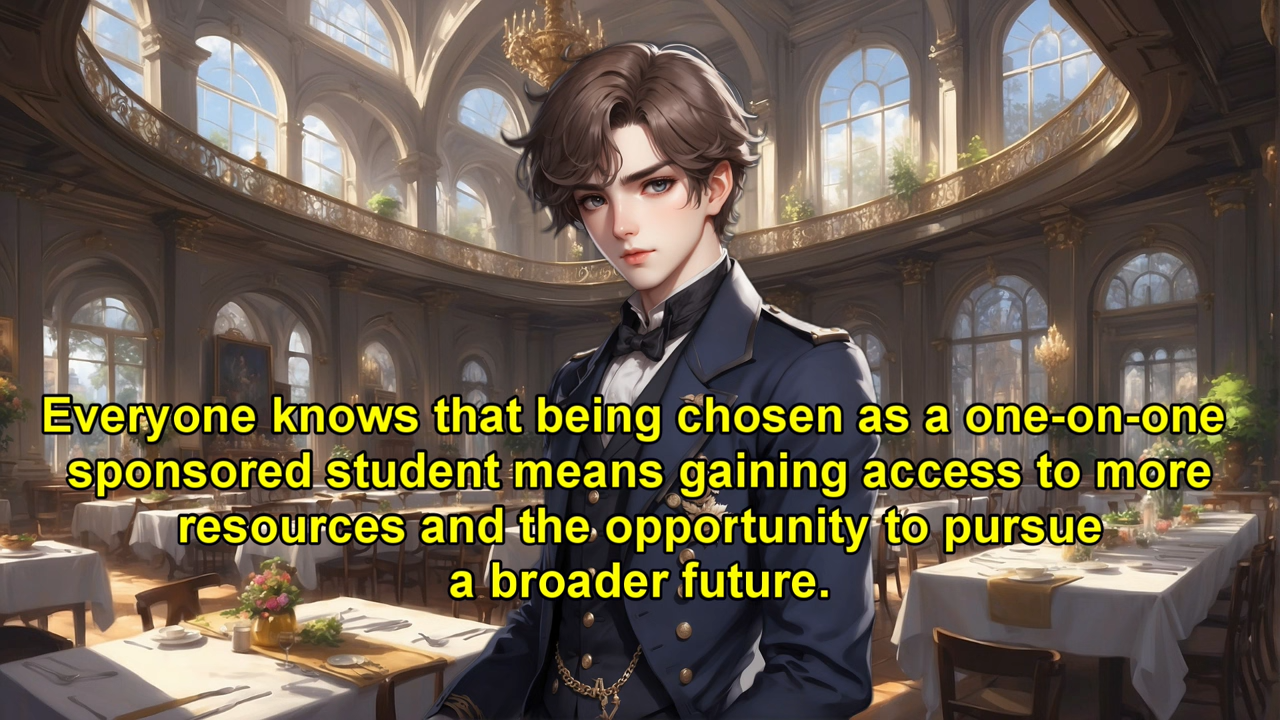 Everyone knows that being chosen as a one-on-one
sponsored student means gaining access to more
resources and the opportunity to pursue
a broader future.